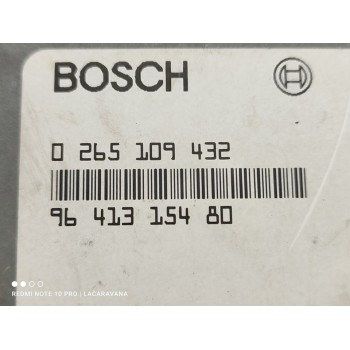 BOSCH
0 265 109 432
96 413 154 80
REDMI NOTE 10 PRO | LACARAVANA